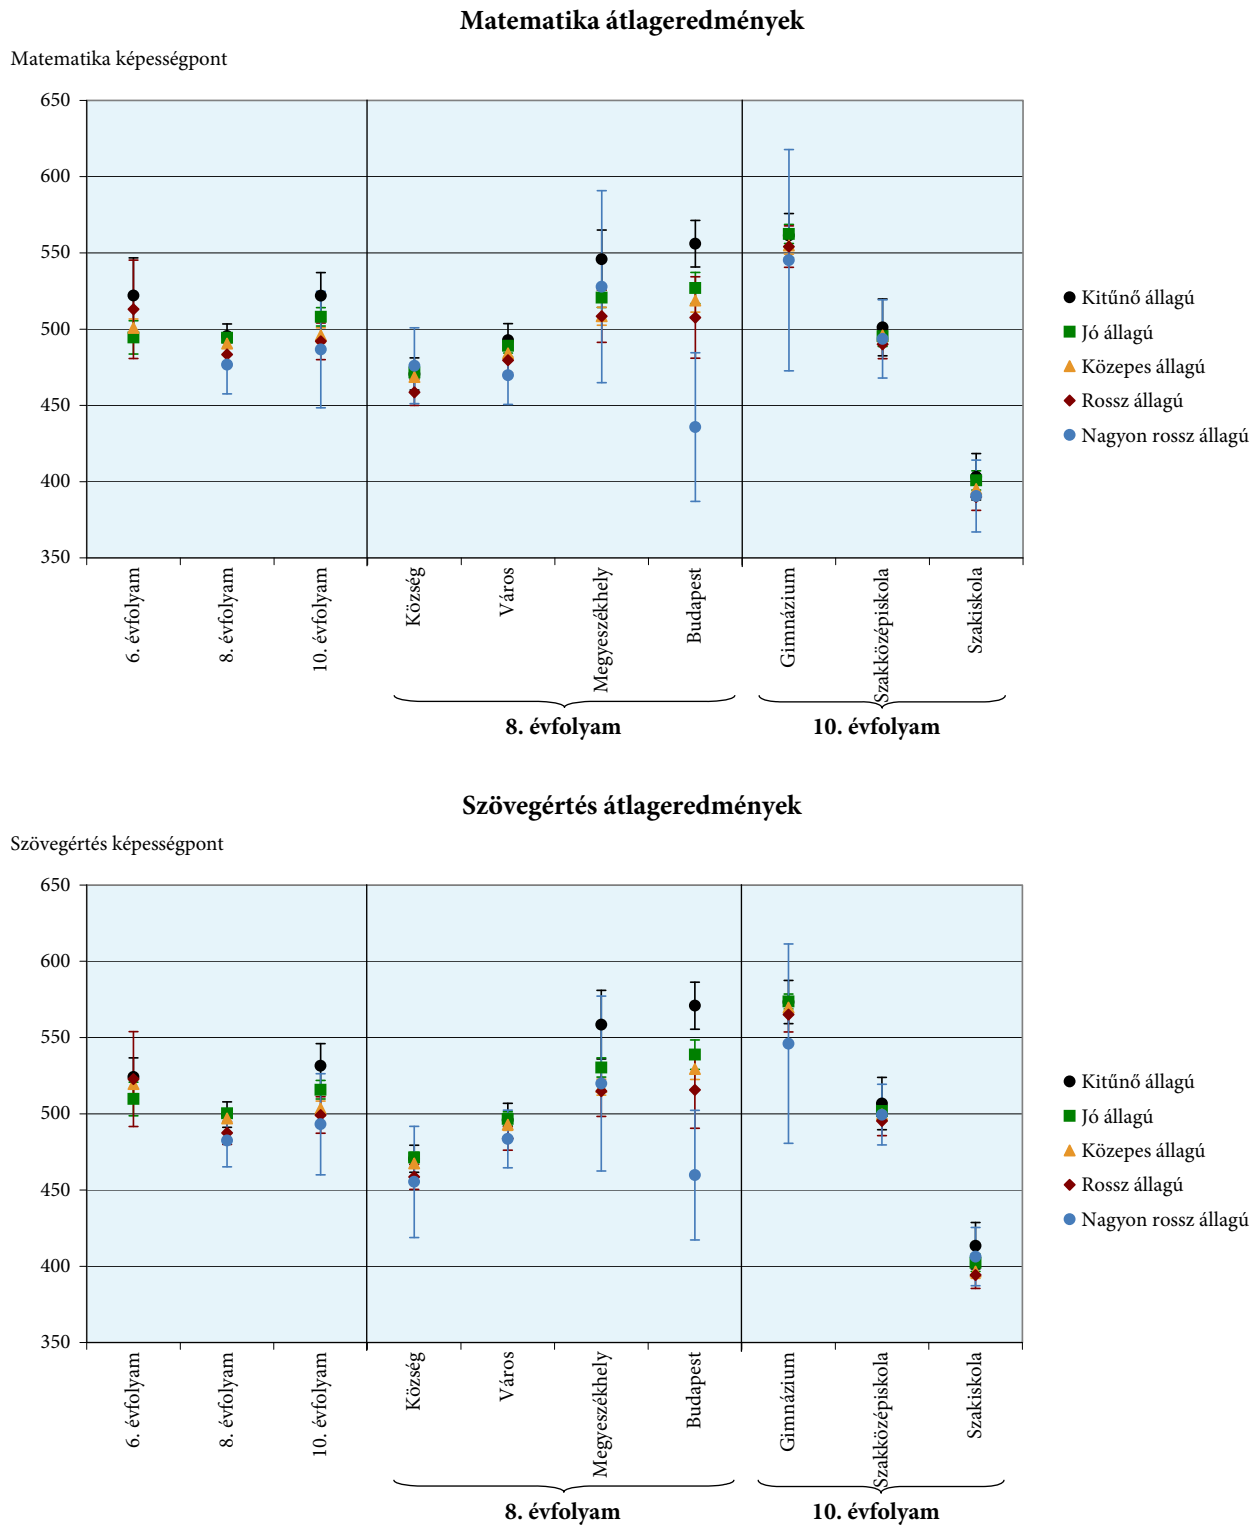 Matematika átlageredmények
Matematika képességpont
650
600
550
500
450
400
350
6. évfolyam
8. évfolyam
10. évfolyam
Község
Város
Megyeszékhely
Budapest
Gimnázium
Szakközépiskola
Szakiskola
8. évfolyam
10. évfolyam
Kitűnő állagú
Jó állagú
Közepes állagú
Rossz állagú
Nagyon rossz állagú
Szövegértés átlageredmények
Szövegértés képességpont
650
600
550
500
450
400
350
6. évfolyam
8. évfolyam
10. évfolyam
Község
Város
Megyeszékhely
Budapest
Gimnázium
Szakközépiskola
Szakiskola
8. évfolyam
10. évfolyam
Kitűnő állagú
Jó állagú
Közepes állagú
Rossz állagú
Nagyon rossz állagú